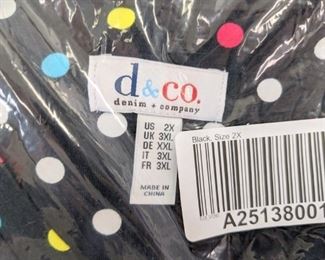 d&co.
denim + company
US 2X
UK 3XL
DE XXL
IT 3XL
FR 3XL
MADE IN
CHINA
Black, Size 2X
A25138001